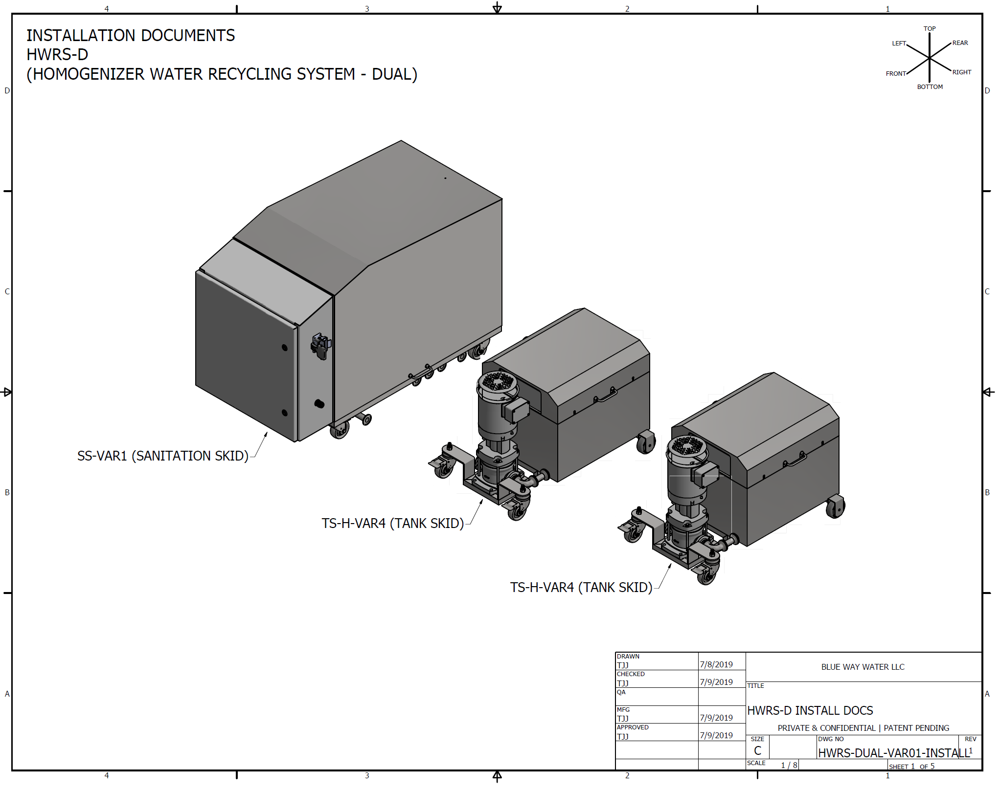 4 3 2 1
INSTALLATION DOCUMENTS
HWRS-D
(HOMOGENIZER WATER RECYCLING SYSTEM - DUAL)
TOP
LEFT REAR
FRONT RIGHT
BOTTOM
D D
C C
SS-VAR1 (SANITATION SKID)
B B
TS-H-VAR4 (TANK SKID)
TS-H-VAR4 (TANK SKID)
A A
DRAWN
TJJ 7/8/2019
CHECKED
TJJ 7/9/2019
QA
MFG
TJJ 7/9/2019
APPROVED
TJJ 7/9/2019
BLUE WAY WATER LLC
TITLE
HWRS-D INSTALL DOCS
PRIVATE & CONFIDENTIAL | PATENT PENDING
SIZE
C
DWG NO
HWRS-DUAL-VAR01-INSTALL
REV
1
SCALE 1 / 8
SHEET 1 OF 5
4 3 2 1